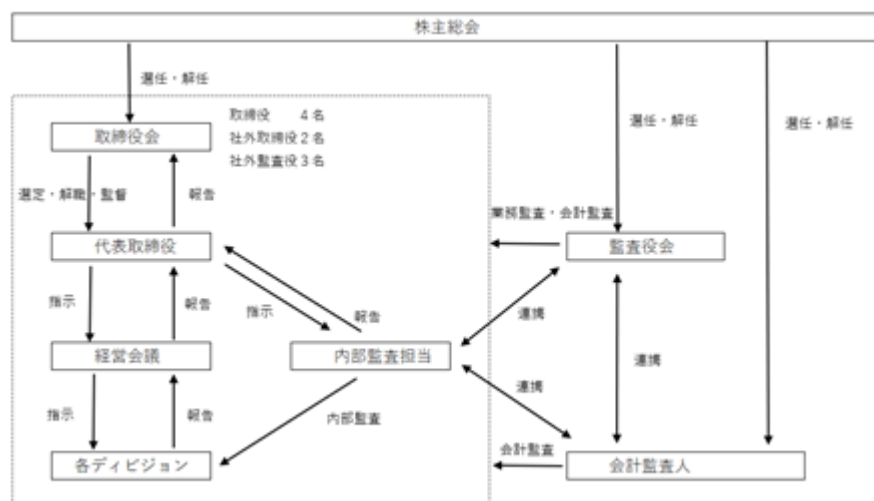 株主総会
選任・解任
取締役 4名
社外取締役2名
社外監査役3名
取締役会
選任・解任
選任・解任
選定・解職・監督
報告
業務監査・会計監査
代表取締役
監査役会
指示
報告
指示
報告
連携
経営会議
内部監査担当
連携
連携
指示
報告
内部監査
会計監査
各ディビジョン
会計監査人